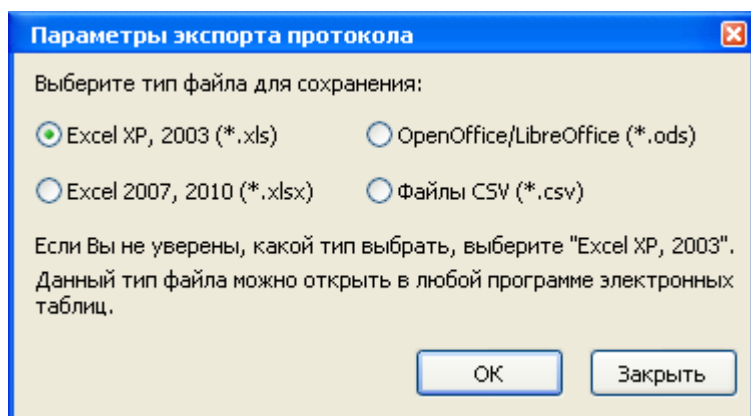 Параметры экспорта протокола
Выберите тип файла для сохранения:
Excel XP, 2003 (*.xls) OpenOffice/LibreOffice (*.ods)
Excel 2007, 2010 (*.xlsx) Файлы CSV (*.csv)
Если Вы не уверены, какой тип выбрать, выберите "Excel XP, 2003".
Данный тип файла можно открыть в любой программе электронных
таблиц.
ОК Закрыть